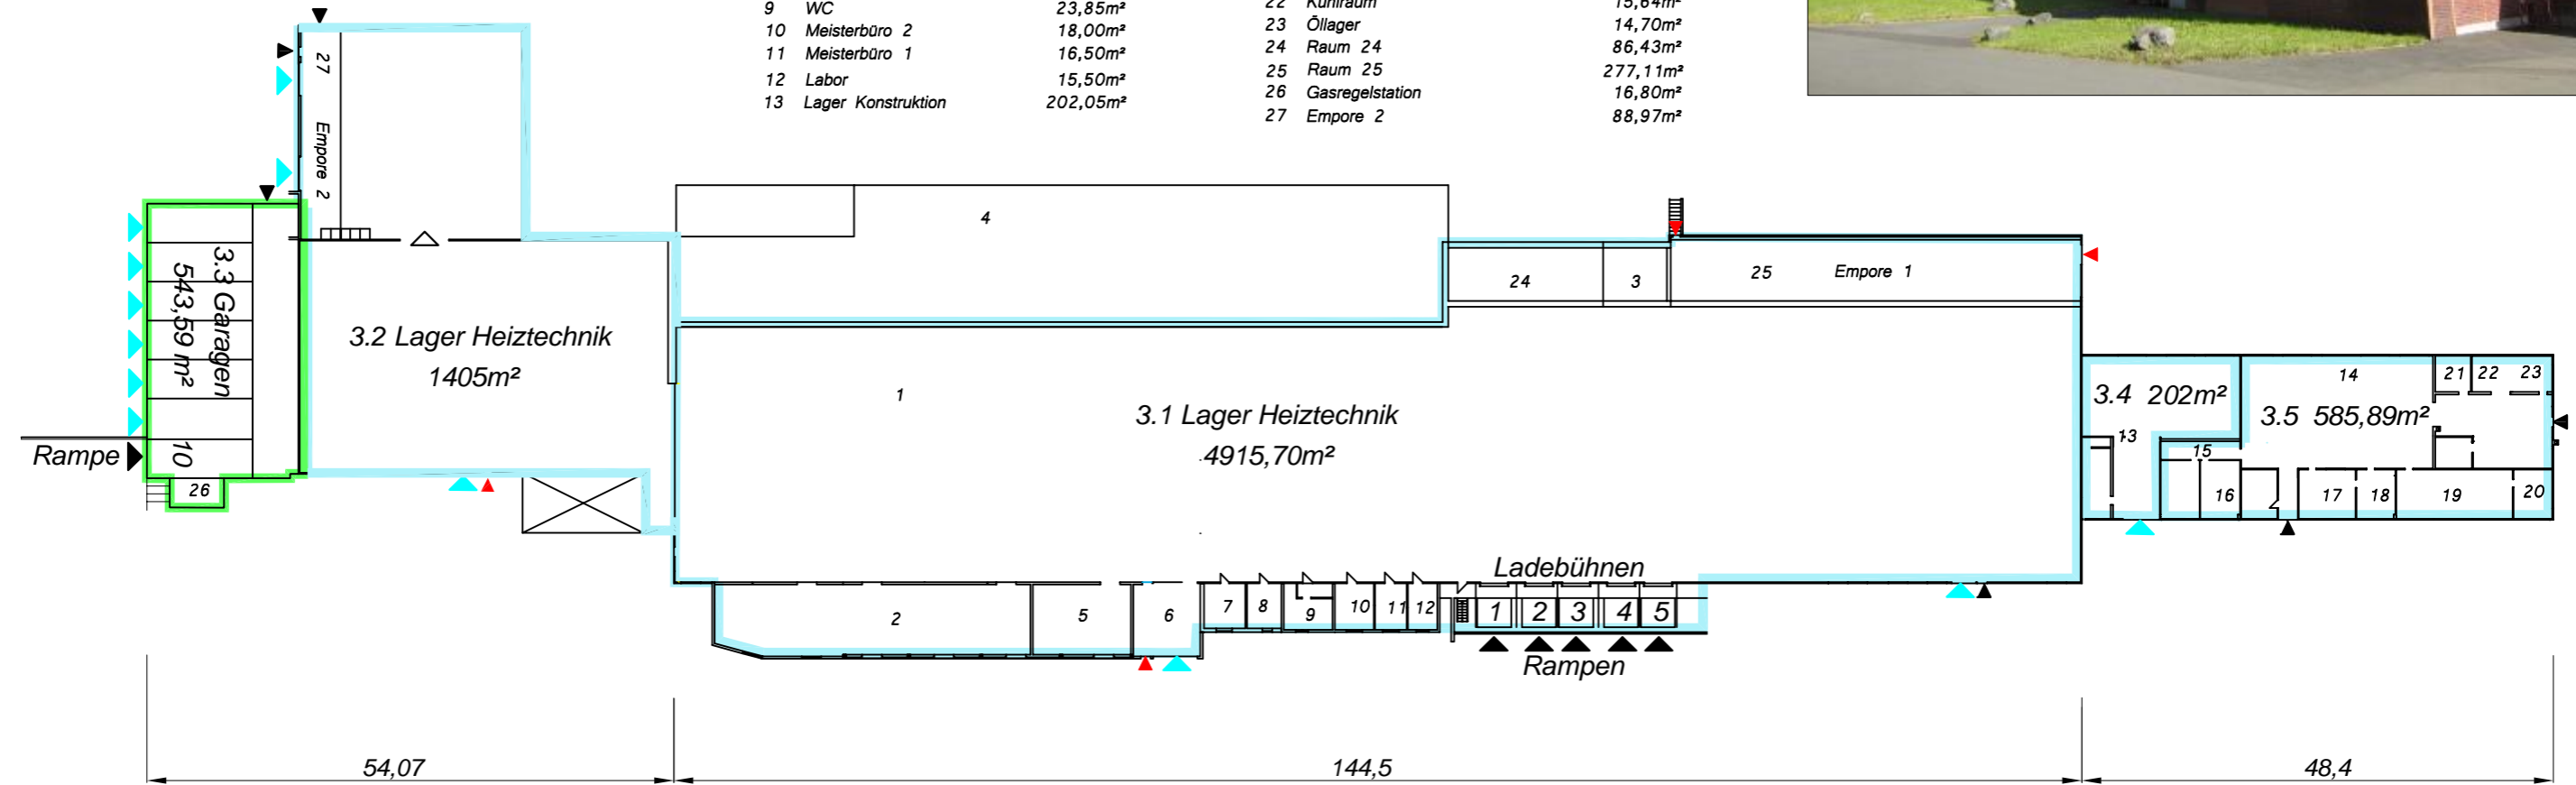 9 WC 23,85m²
10 Meisterbüro 2 18,00m²
11 Meisterbüro 1 16,50m²
12 Labor 15,50m²
13 Lager Konstruktion 202,05m²
22 Kühlraum 15,64m²
23 Öllager 14,70m²
24 Raum 24 86,43m²
25 Raum 25 277,11m²
26 Gasregelstation 16,80m²
27 Empore 2 88,97m²
27 Empore 2
3.3 Garagen
543,59 m²
10
Rampe
26
3.2 Lager Heiztechnik
1405m²
4
24
3
25 Empore 1
1
3.1 Lager Heiztechnik
4915,70m²
3.4 202m²
13
14
3.5 585,89m²
21
22
23
15
16
17
18
19
20
2
5
6
7
8
9
10
11
12
Ladebühnen
1
2
3
4
5
Rampen
54,07
144,5
48,4